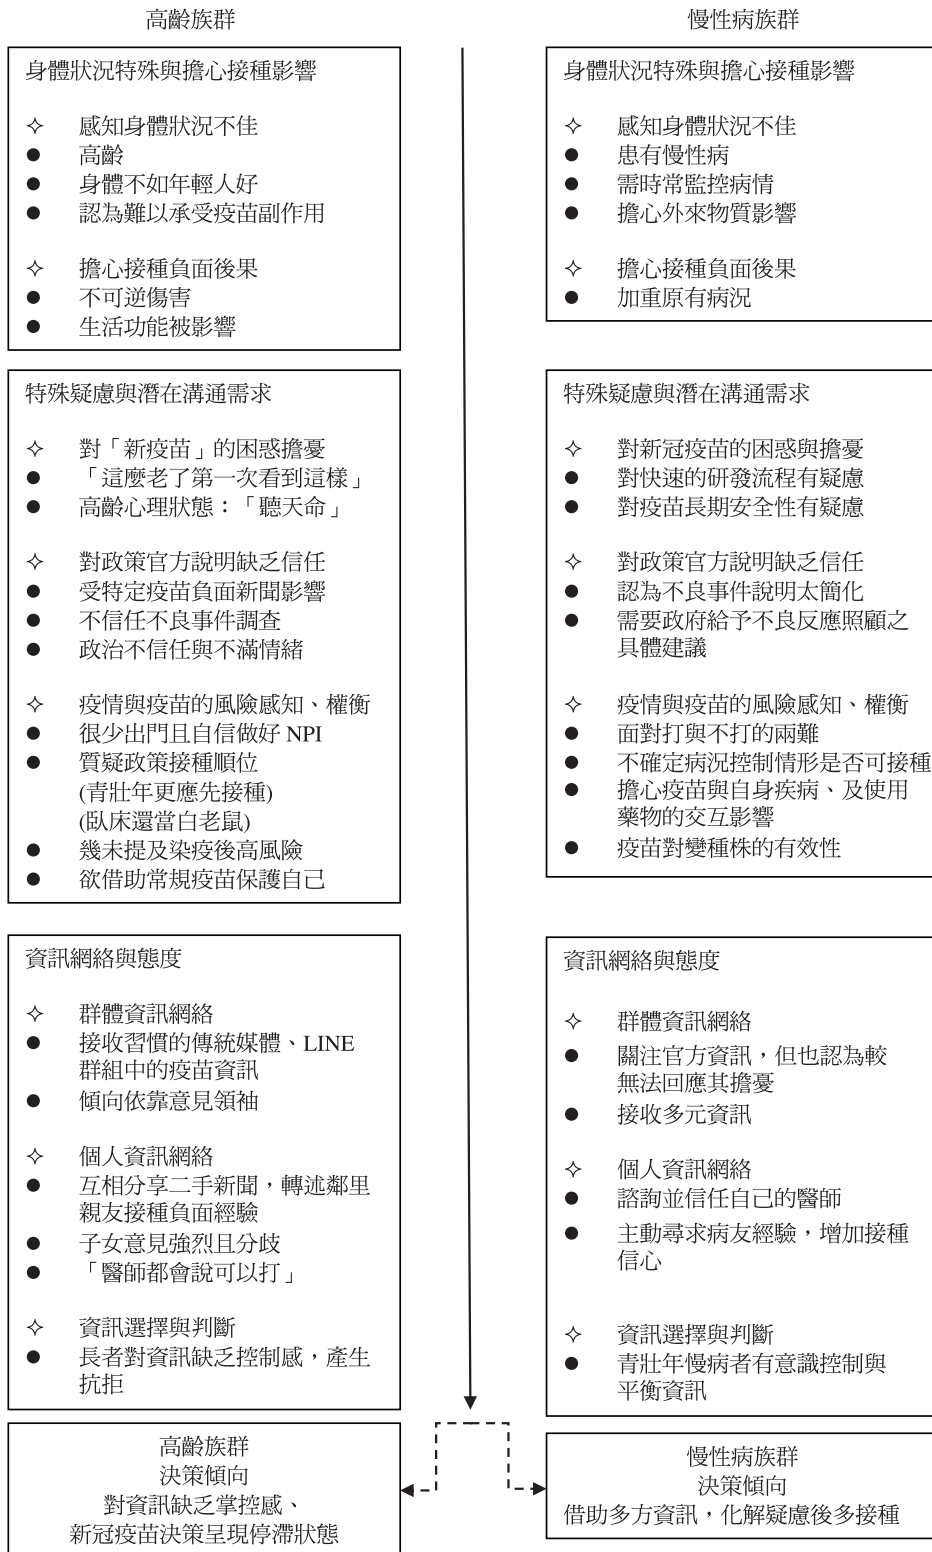 高齡族群
身體狀況特殊與擔心接種影響
✧ 感知身體狀況不佳
● 高齡
● 身體不如年輕人好
● 認為難以承受疫苗副作用
✧ 擔心接種負面後果
● 不可逆傷害
● 生活功能被影響
特殊疑慮與潛在溝通需求
✧ 對「新疫苗」的困惑擔憂
● 「這麼老了第一次看到這樣」
● 高齡心理狀態：「聽天命」
✧ 對政策官方說明缺乏信任
● 受特定疫苗負面新聞影響
● 不信任不良事件調查
● 政治不信任與不滿情緒
✧ 疫情與疫苗的風險感知、權衡
● 很少出門且自信做好 NPI
● 質疑政策接種順位
(青壯年更應先接種)
(臥床還當白老鼠)
● 幾未提及染疫後高風險
● 欲借助常規疫苗保護自己
資訊網絡與態度
✧ 群體資訊網絡
● 接收習慣的傳統媒體、LINE
群組中的疫苗資訊
● 傾向依靠意見領袖
✧ 個人資訊網絡
● 互相分享二手新聞，轉述鄰里
親友接種負面經驗
● 子女意見強烈且分歧
● 「醫師都會說可以打」
✧ 資訊選擇與判斷
● 長者對資訊缺乏控制感，產生
抗拒
高齡族群
決策傾向
對資訊缺乏掌控感、
新冠疫苗決策呈現停滯狀態
慢性病族群
身體狀況特殊與擔心接種影響
✧ 感知身體狀況不佳
● 患有慢性病
● 需時常監控病情
● 擔心外來物質影響
✧ 擔心接種負面後果
● 加重原有病況
特殊疑慮與潛在溝通需求
✧ 對新冠疫苗的困惑與擔憂
● 對快速的研發流程有疑慮
● 對疫苗長期安全性有疑慮
✧ 對政策官方說明缺乏信任
● 認為不良事件說明太簡化
● 需要政府給予不良反應照顧之
具體建議
✧ 疫情與疫苗的風險感知、權衡
● 面對打與不打的兩難
● 不確定病況控制情形是否可接種
● 擔心疫苗與自身疾病、及使用
藥物的交互影響
● 疫苗對變種株的有效性
資訊網絡與態度
✧ 群體資訊網絡
● 關注官方資訊，但也認為較
無法回應其擔憂
● 接收多元資訊
✧ 個人資訊網絡
● 諮詢並信任自己的醫師
● 主動尋求病友經驗，增加接種
信心
✧ 資訊選擇與判斷
● 青壯年慢病者有意識控制與
平衡資訊
慢性病族群
決策傾向
借助多方資訊，化解疑慮後多接種